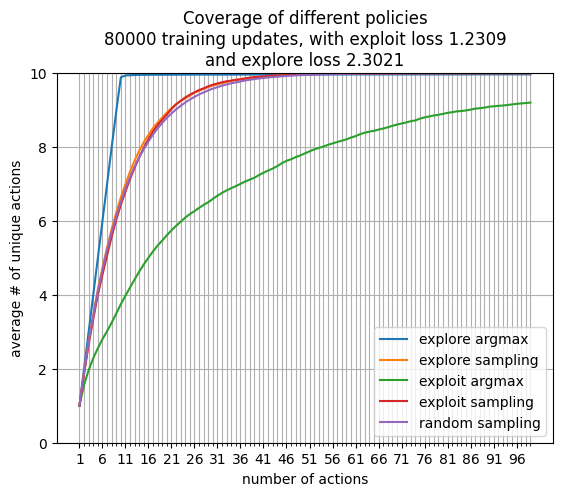 Coverage of different policies
80000 training updates, with exploit loss 1.2309
and explore loss 2.3021
average # of unique actions
10
8
6
4
2
0
explore argmax
explore sampling
exploit argmax
exploit sampling
random sampling
1 6 11 16 21 26 31 36 41 46 51 56 61 66 71 76 81 86 91 96
number of actions